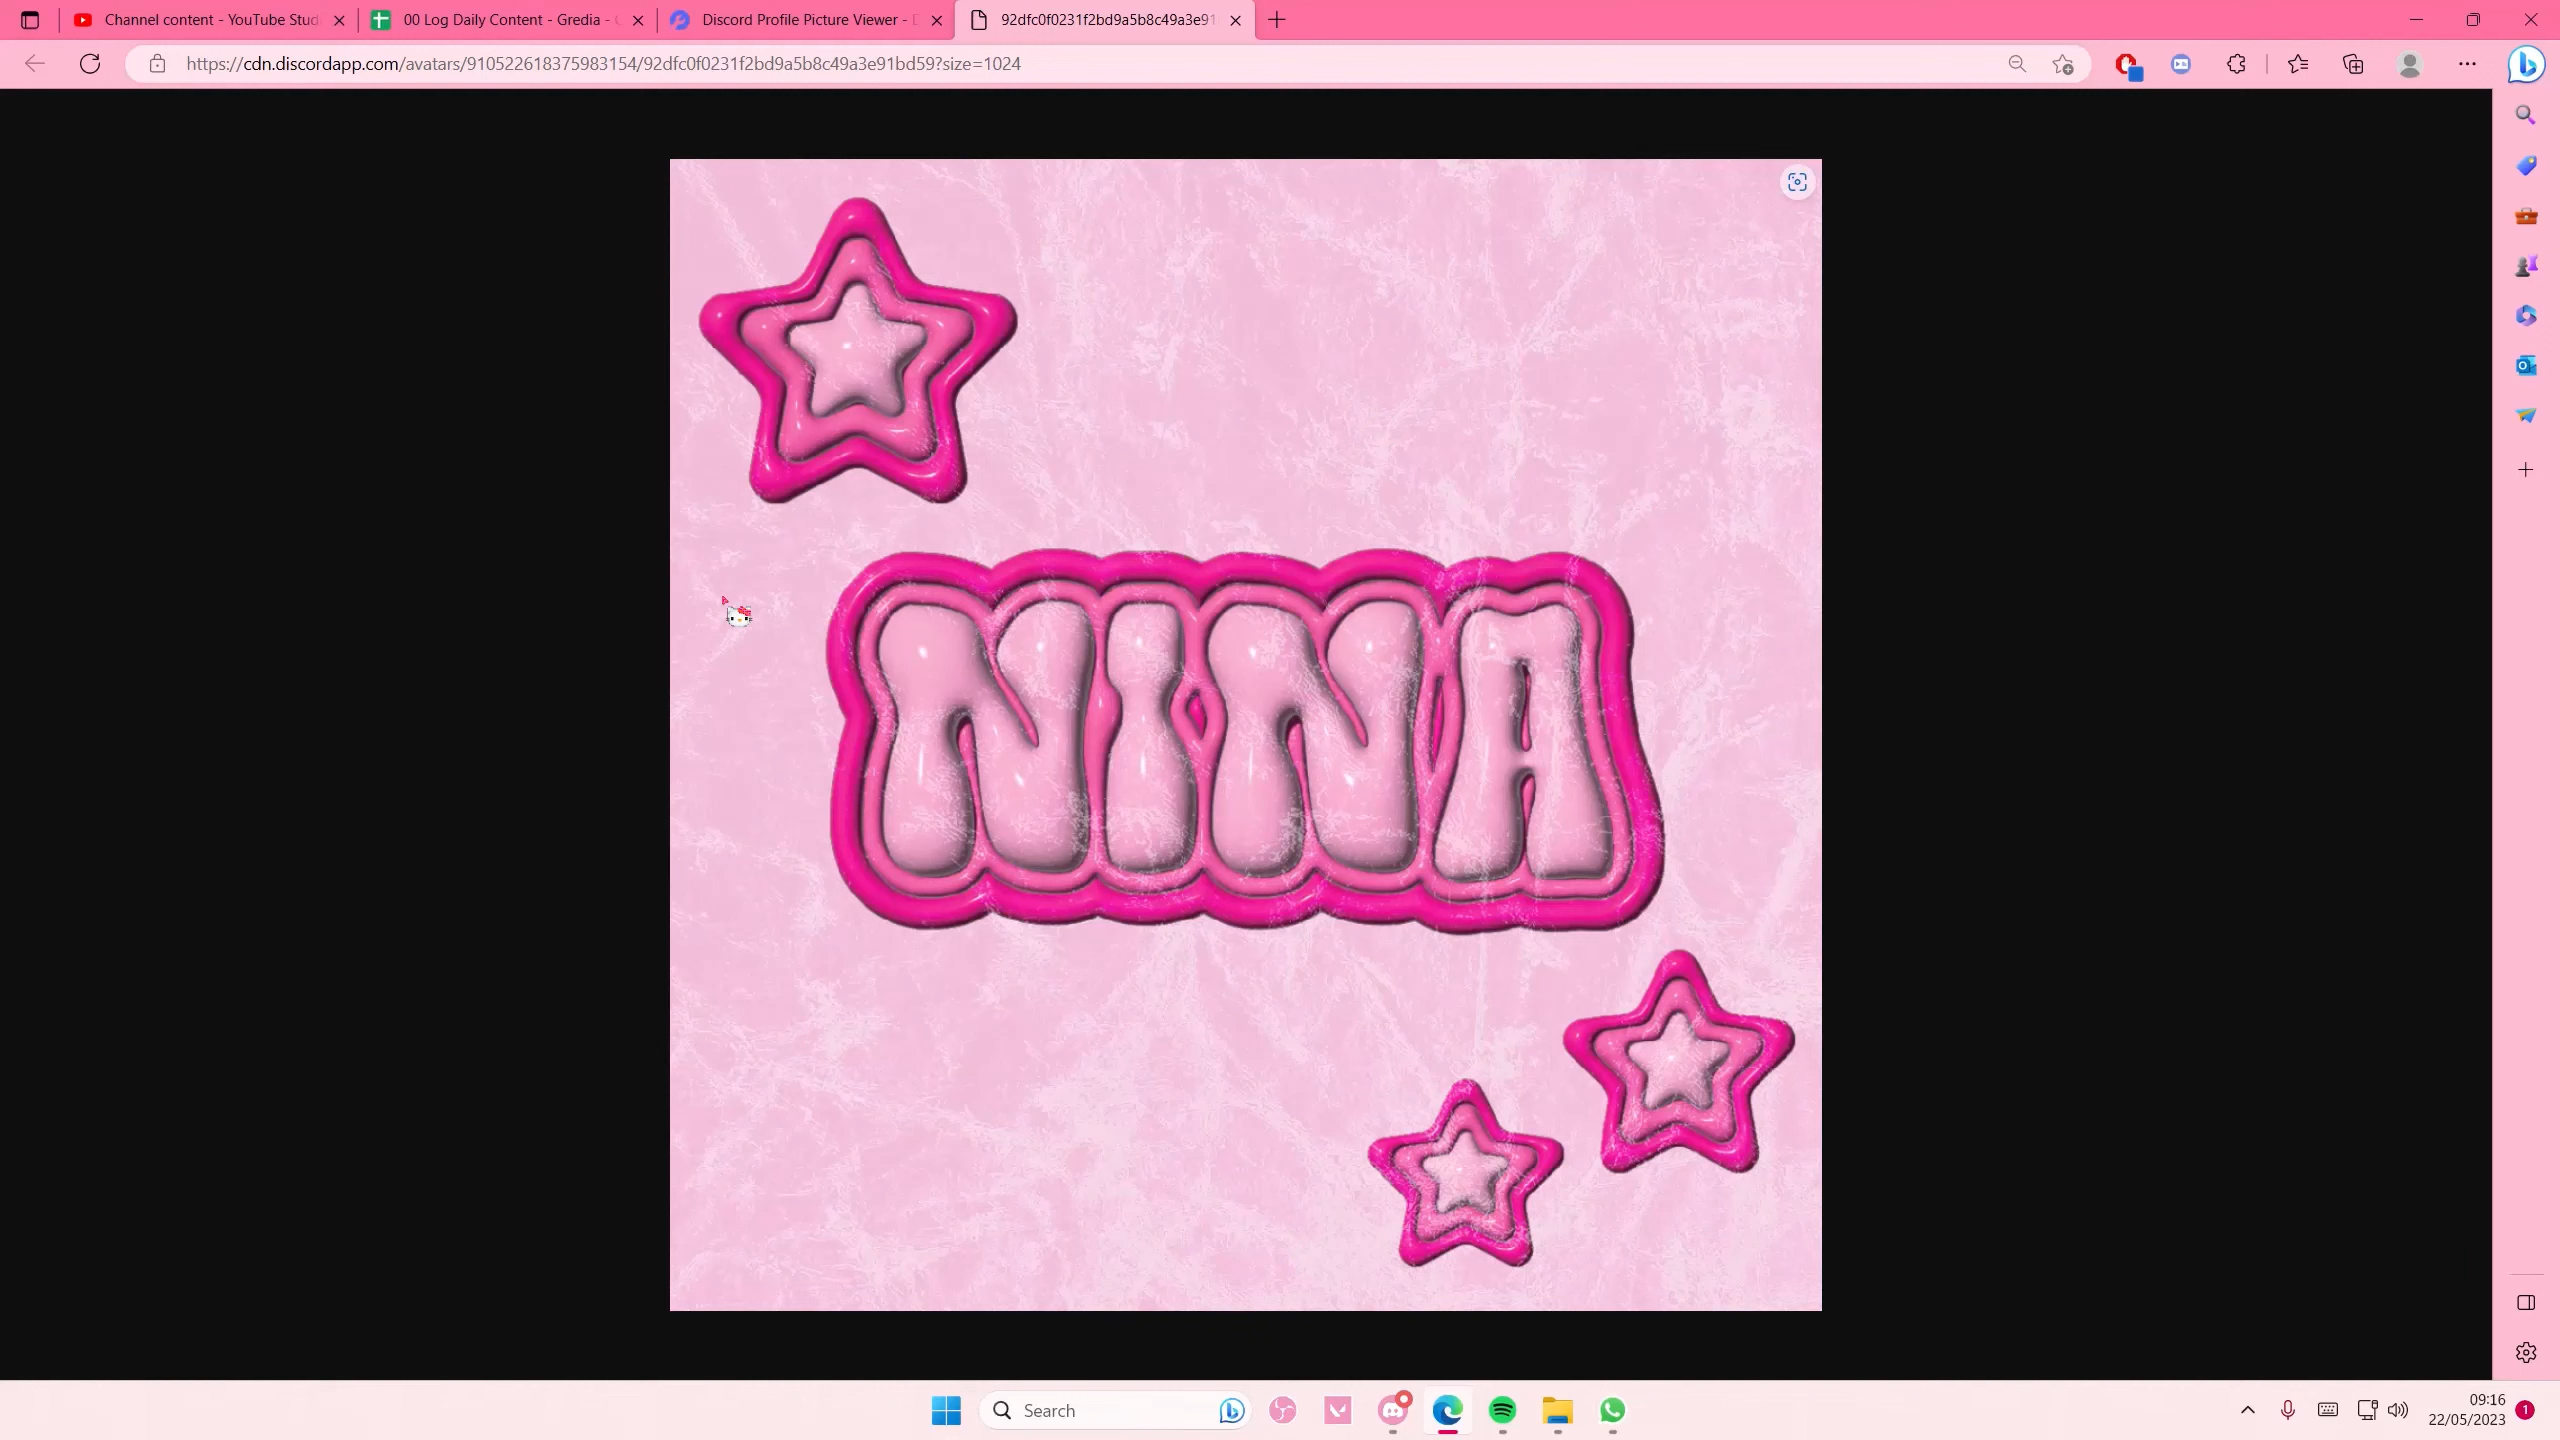 Channel content - YouTube Stud
00 Log Daily Content - Gredia -
Discord Profile Picture Viewer -
92dfc0f0231f2bd9a5b8c49a3e91
https://cdn.discordapp.com/avatars/910522618375983154/92dfc0f0231f2bd9a5b8c49a3e91bd59?size=1024
NINA
Search
09:16
22/05/2023
1